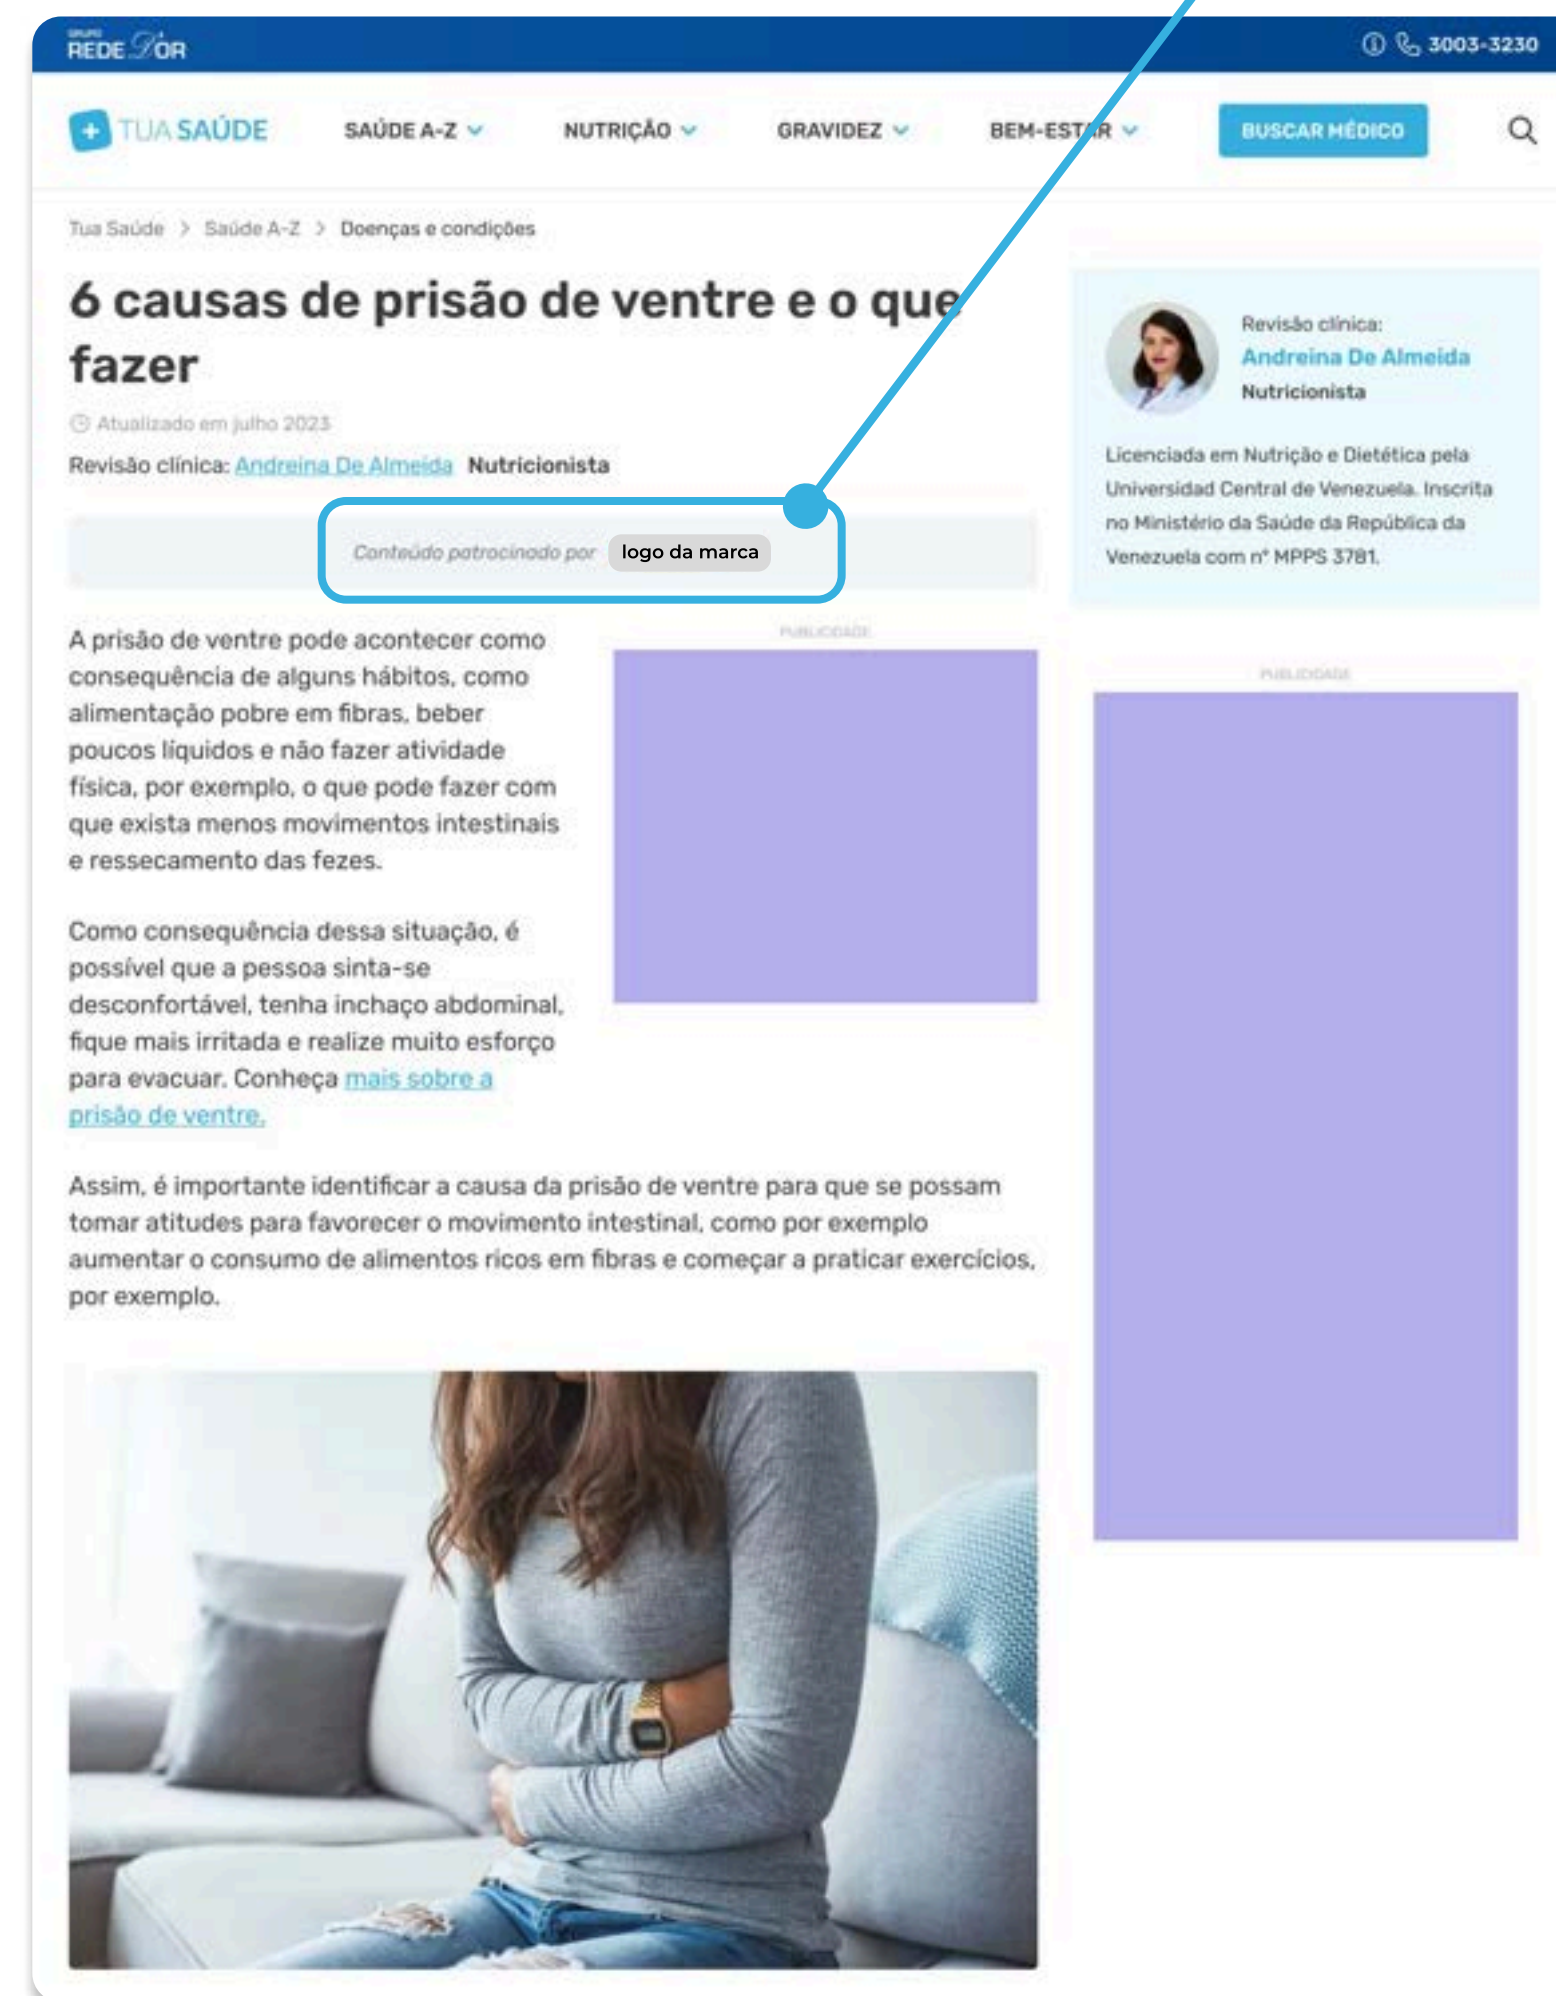 GRUPO
REDE D'OR
3003-3230
TUA SAÚDE
SAÚDE A-Z
NUTRIÇÃO
GRAVIDEZ
BEM-ESTAR
BUSCAR MÉDICO
Tua Saúde > Saúde A-Z > Doenças e condições
6 causas de prisão de ventre e o que
fazer
Atualizado em julho 2023
Revisão clínica: Andreina De Almeida Nutricionista
Conteúdo patrocinado por logo da marca
A prisão de ventre pode acontecer como
consequência de alguns hábitos, como
alimentação pobre em fibras, beber
poucos líquidos e não fazer atividade
física, por exemplo, o que pode fazer com
que exista menos movimentos intestinais
e ressecamento das fezes.
Como consequência dessa situação, é
possível que a pessoa sinta-se
desconfortável, tenha inchaço abdominal,
fique mais irritada e realize muito esforço
para evacuar. Conheça mais sobre a
prisão de ventre.
PUBLICIDADE
Assim, é importante identificar a causa da prisão de ventre para que se possam
tomar atitudes para favorecer o movimento intestinal, como por exemplo
aumentar o consumo de alimentos ricos em fibras e começar a praticar exercícios,
por exemplo.
Revisão clínica:
Andreina De Almeida
Nutricionista
Licenciada em Nutrição e Dietética pela
Universidad Central de Venezuela. Inscrita
no Ministério da Saúde da República da
Venezuela com nº MPPS 3781.
PUBLICIDADE